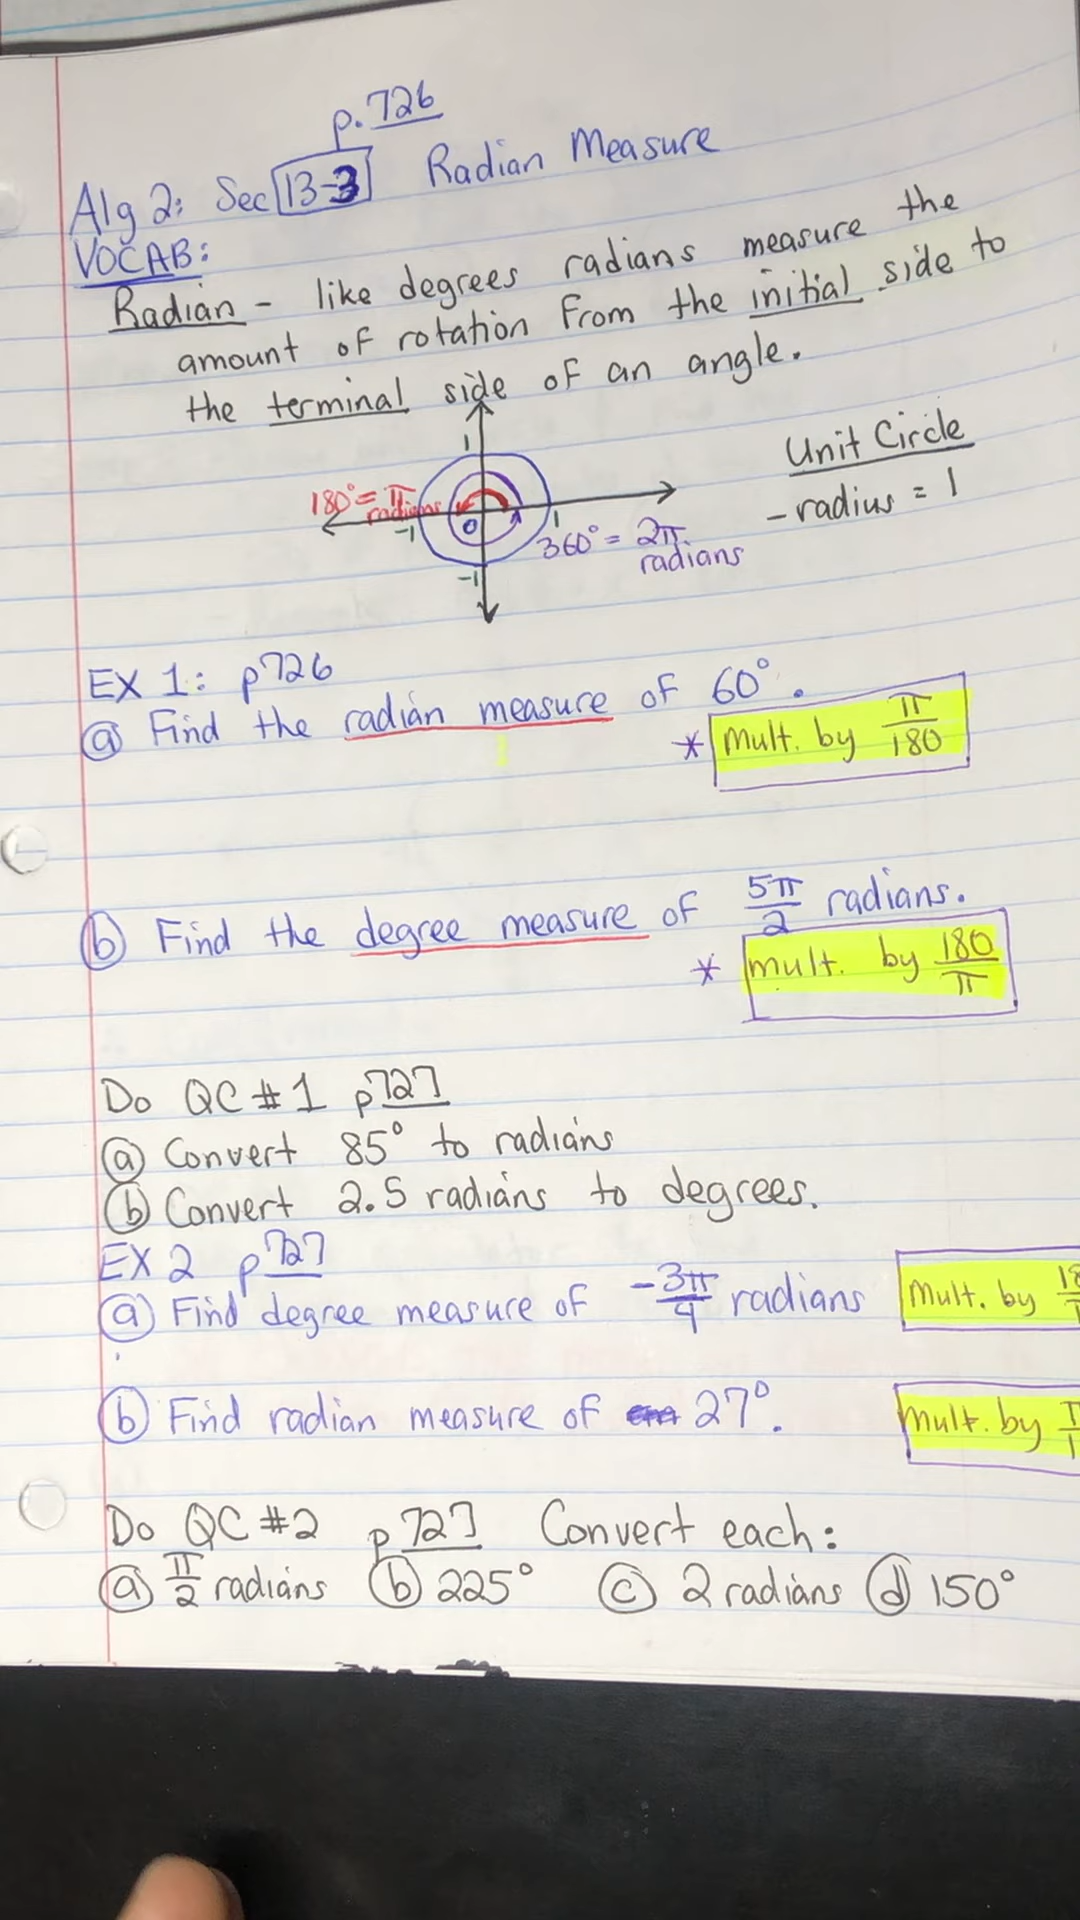 p.726
Alg 2: Sec 13-3 Radian Measure
VOCAB:
Radian - like degrees radians measure the
amount of rotation from the initial side to
the terminal side of an angle.
1
180° = π
radians
-1
0
1
360° = 2π
radians
-1
Unit Circle
- radius = 1
EX 1: p726
ⓐ Find the radian measure of 60°.
* mult. by π/180
ⓑ Find the degree measure of 5π/2 radians.
* mult. by 180/π
Do QC #1 p727
ⓐ Convert 85° to radians
ⓑ Convert 2.5 radians to degrees.
EX 2 p727
ⓐ Find degree measure of -3π/4 radians
mult. by
ⓑ Find radian measure of 27°.
mult. by
Do QC #2 p727 Convert each:
ⓐ π/2 radians ⓑ 225° ⓒ 2 radians ⓓ 150°